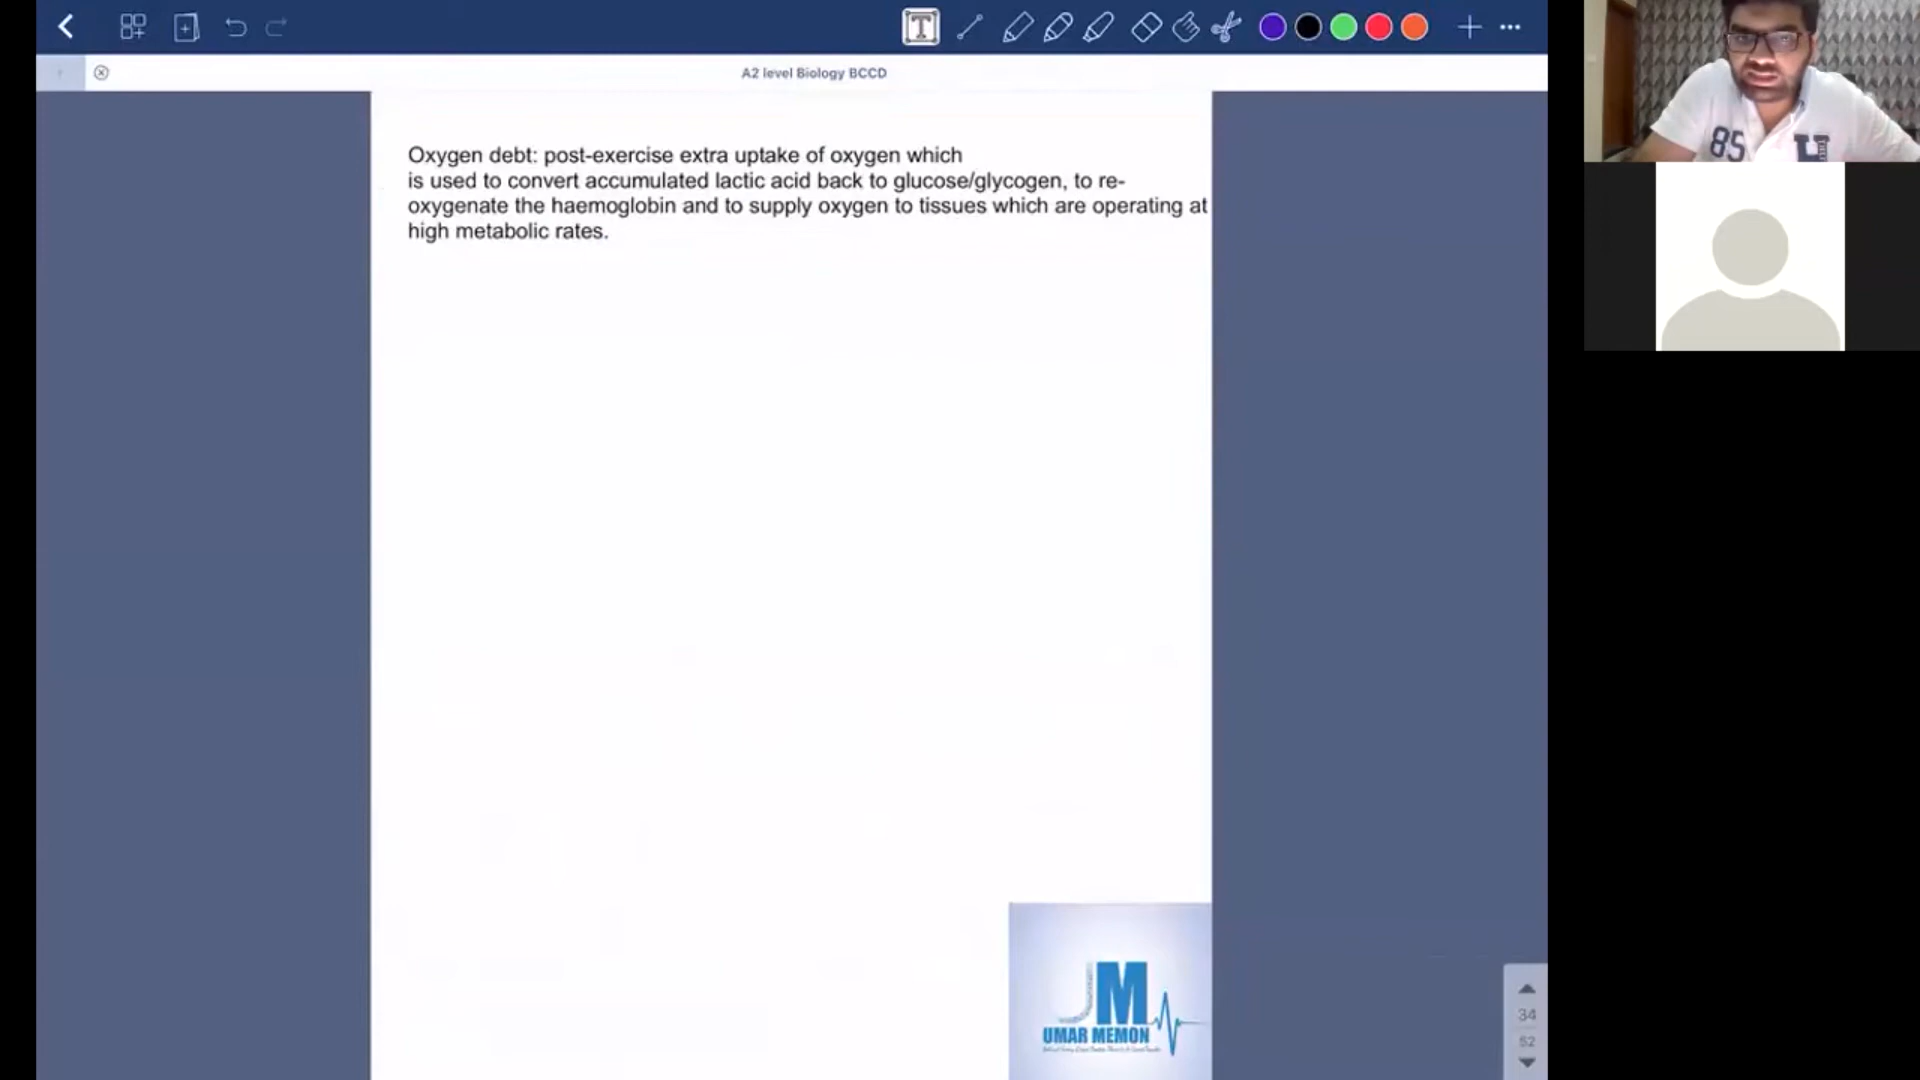 A2 level Biology BCCD
Oxygen debt: post-exercise extra uptake of oxygen which
is used to convert accumulated lactic acid back to glucose/glycogen, to re-
oxygenate the haemoglobin and to supply oxygen to tissues which are operating at
high metabolic rates.
85
UMAR MEMON
34
52